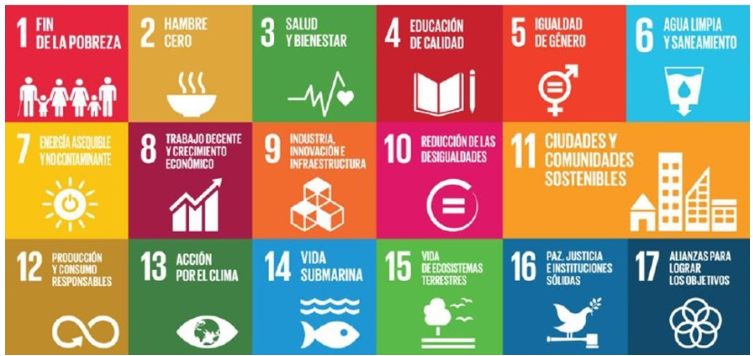 1 FIN
DE LA POBREZA
2 HAMBRE
CERO
3 SALUD
Y BIENESTAR
4 EDUCACIÓN
DE CALIDAD
5 IGUALDAD
DE GÉNERO
6 AGUA LIMPIA
Y SANEAMIENTO
7 ENERGÍA ASEQUIBLE
Y NO CONTAMINANTE
8 TRABAJO DECENTE
Y CRECIMIENTO
ECONÓMICO
9 INDUSTRIA,
INNOVACIÓN E
INFRAESTRUCTURA
10 REDUCCIÓN DE LAS
DESIGUALDADES
11 CIUDADES Y
COMUNIDADES
SOSTENIBLES
12 PRODUCCIÓN
Y CONSUMO
RESPONSABLES
13 ACCIÓN
POR EL CLIMA
14 VIDA
SUBMARINA
15 VIDA
DE ECOSISTEMAS
TERRESTRES
16 PAZ, JUSTICIA
E INSTITUCIONES
SÓLIDAS
17 ALIANZAS PARA
LOGRAR
LOS OBJETIVOS